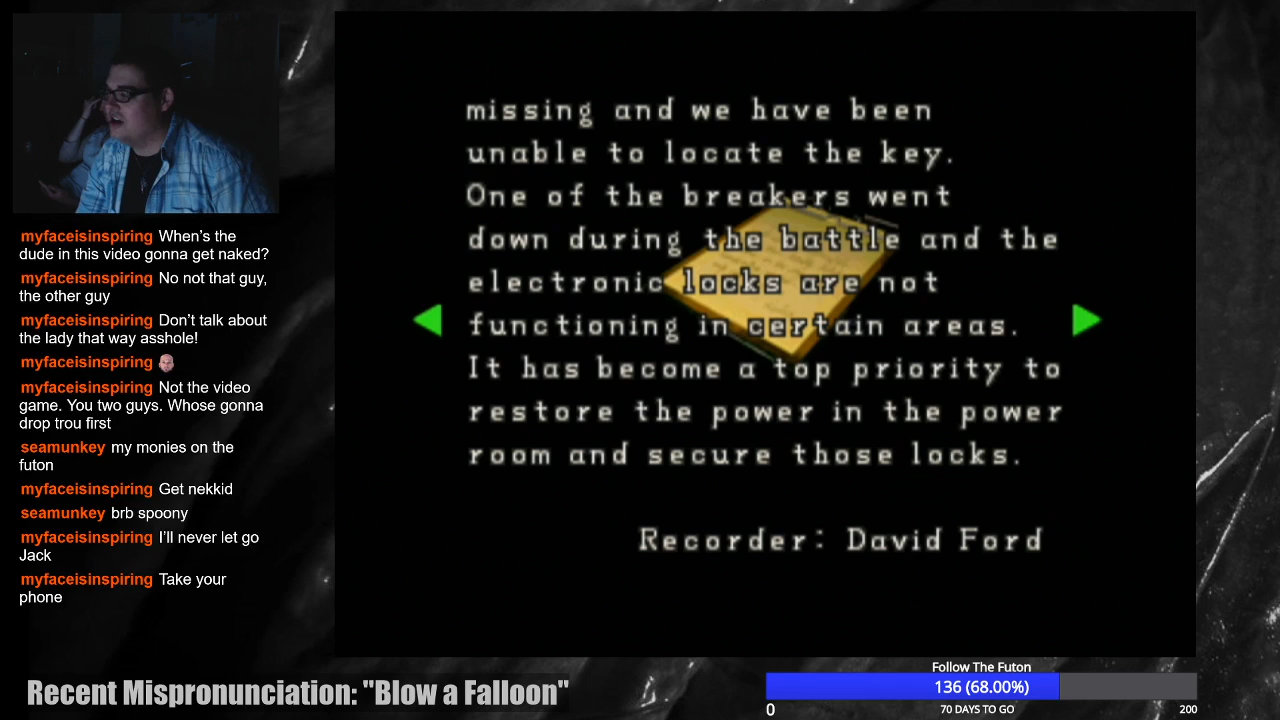 myfaceisinspiring When's the
dude in this video gonna get naked?
myfaceisinspiring No not that guy,
the other guy
myfaceisinspiring Don't talk about
the lady that way asshole!
myfaceisinspiring
myfaceisinspiring Not the video
game. You two guys. Whose gonna
drop trou first
seamunkey my monies on the
futon
myfaceisinspiring Get nekkid
seamunkey brb spoony
myfaceisinspiring I'll never let go
Jack
myfaceisinspiring Take your
phone
missing and we have been
unable to locate the key.
One of the breakers went
down during the battle and the
electronic locks are not
functioning in certain areas.
It has become a top priority to
restore the power in the power
room and secure those locks.
Recorder: David Ford
Recent Mispronunciation: "Blow a Falloon"
Follow The Futon
136 (68.00%)
0
70 DAYS TO GO
200